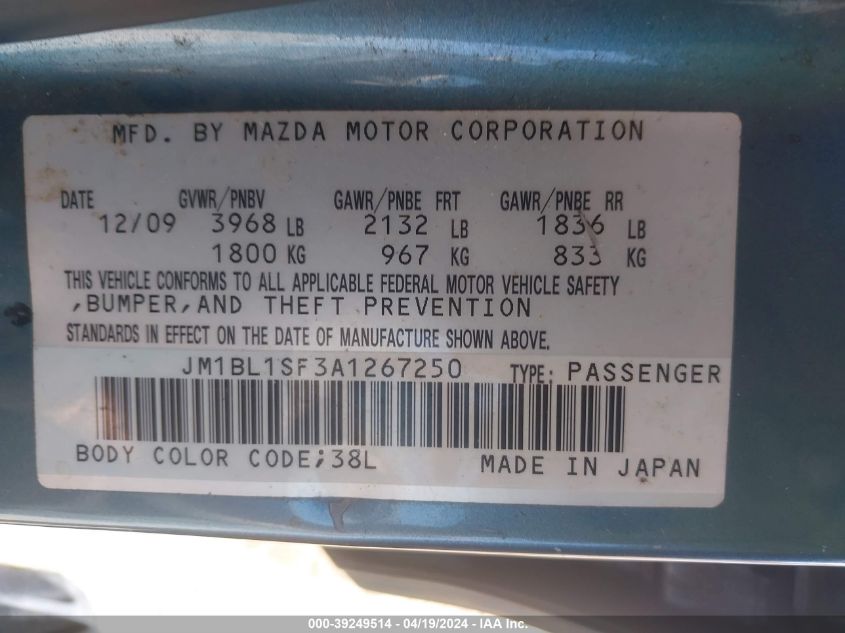 MFD. BY MAZDA MOTOR CORPORATION
DATE GVWR/PNBV GAWR/PNBE FRT GAWR/PNBE RR
12/09 3968 LB 2132 LB 1836 LB
1800 KG 967 KG 833 KG
THIS VEHICLE CONFORMS TO ALL APPLICABLE FEDERAL MOTOR VEHICLE SAFETY
,BUMPER,AND THEFT PREVENTION
STANDARDS IN EFFECT ON THE DATE OF MANUFACTURE SHOWN ABOVE.
JM1BL1SF3A1267250 TYPE: PASSENGER
BODY COLOR CODE;38L MADE IN JAPAN
000-39249514 - 04/19/2024 - IAA Inc.